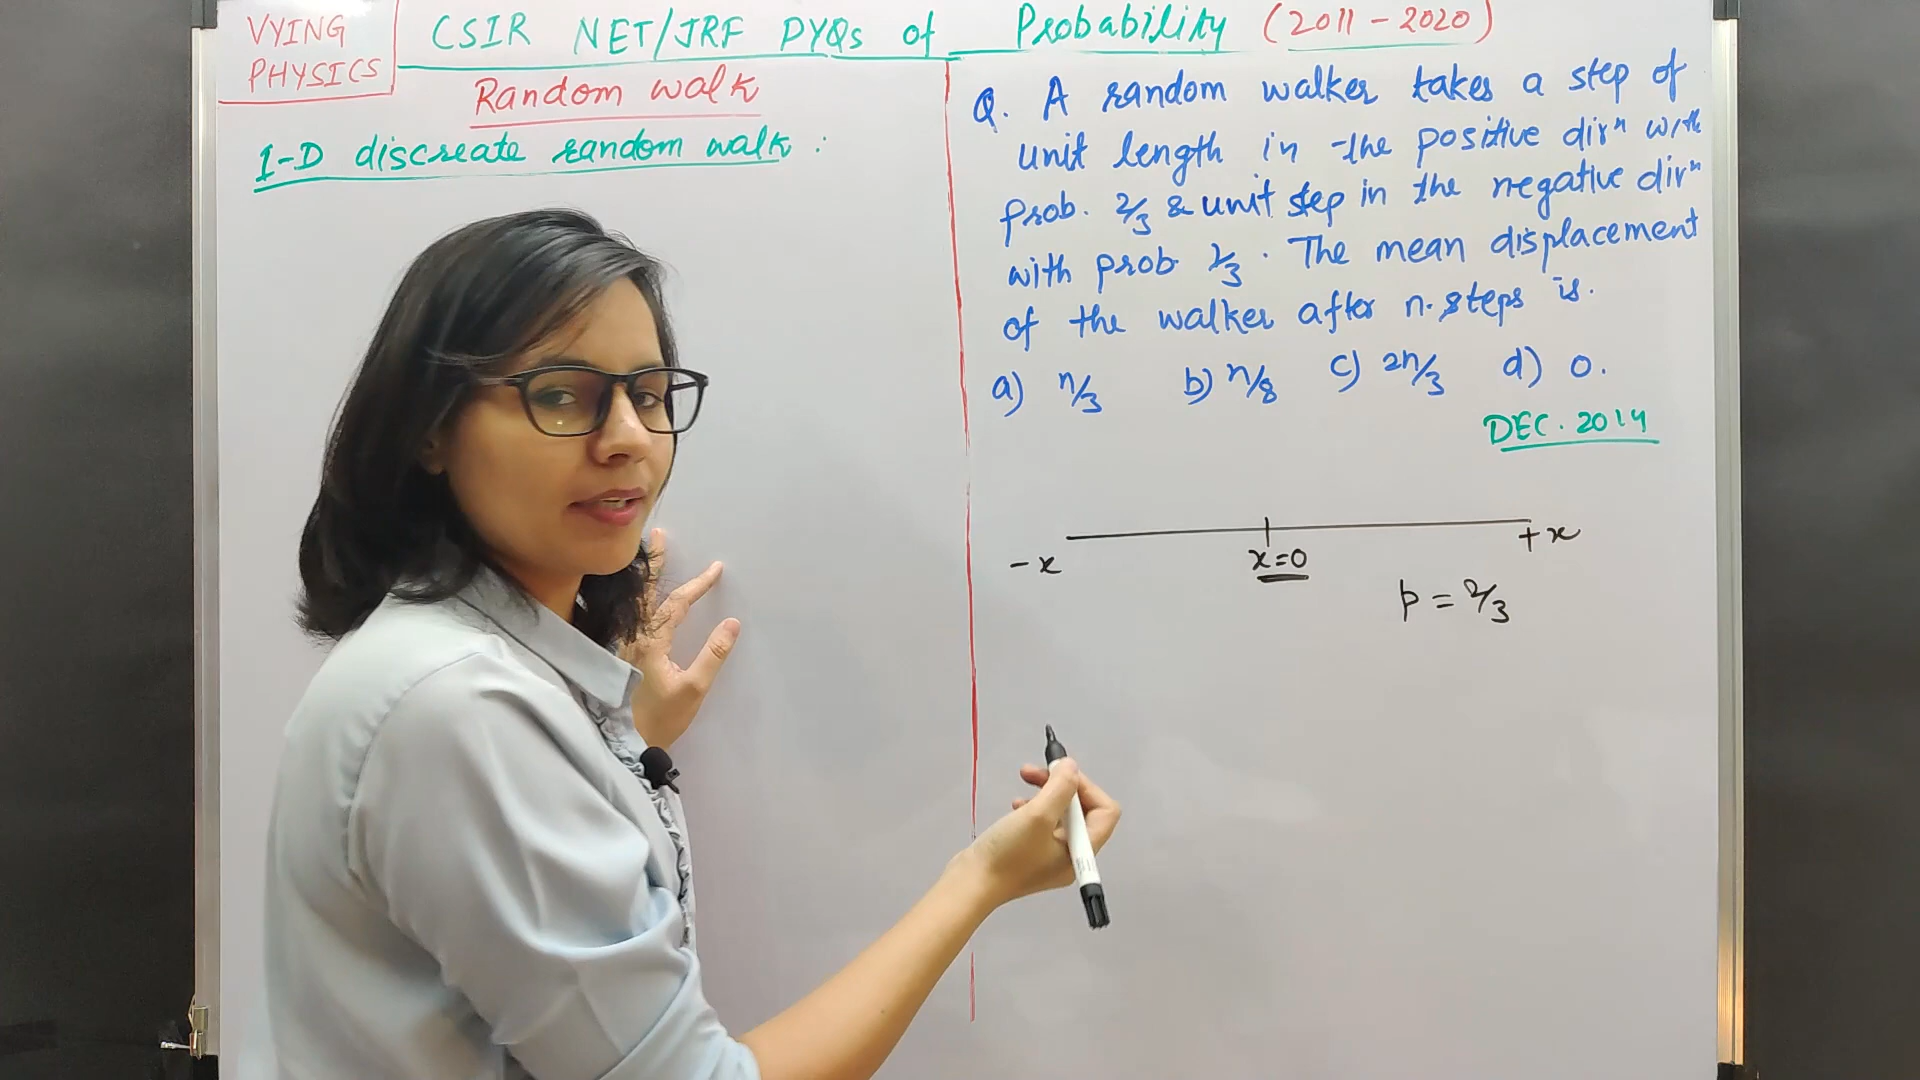 VYING
PHYSICS
CSIR NET/JRF PYQs of Probability (2011-2020)
Random walk
1-D discreate random walk :
Q. A random walker takes a step of
unit length in the positive dirⁿ with
prob. 2/3 & unit step in the negative dirⁿ
with prob 1/3. The mean displacement
of the walker after n. steps is.
a) n/3 b) n/8 c) 2n/3 d) 0.
DEC. 2014
-x x=0 +x
p = 2/3